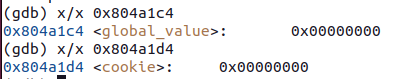 (gdb) x/x 0x804a1c4
0x804a1c4 <global_value>: 0x00000000
(gdb) x/x 0x804a1d4
0x804a1d4 <cookie>: 0x00000000